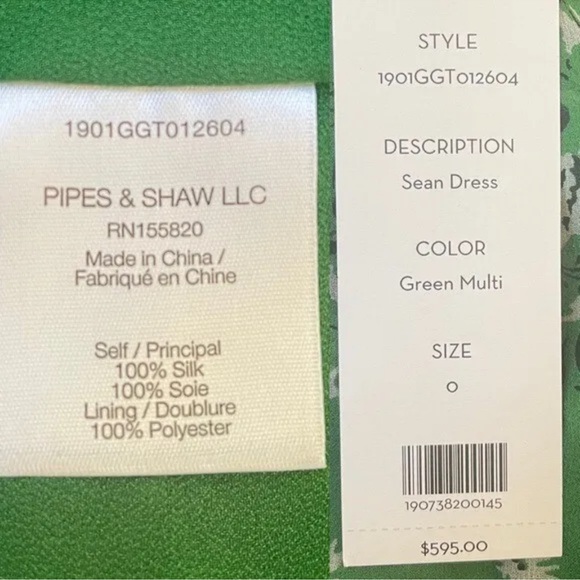 1901GGT012604
PIPES & SHAW LLC
RN155820
Made in China /
Fabriqué en Chine
Self / Principal
100% Silk
100% Soie
Lining / Doublure
100% Polyester
STYLE
1901GGT012604
DESCRIPTION
Sean Dress
COLOR
Green Multi
SIZE
0
190738200145
$595.00